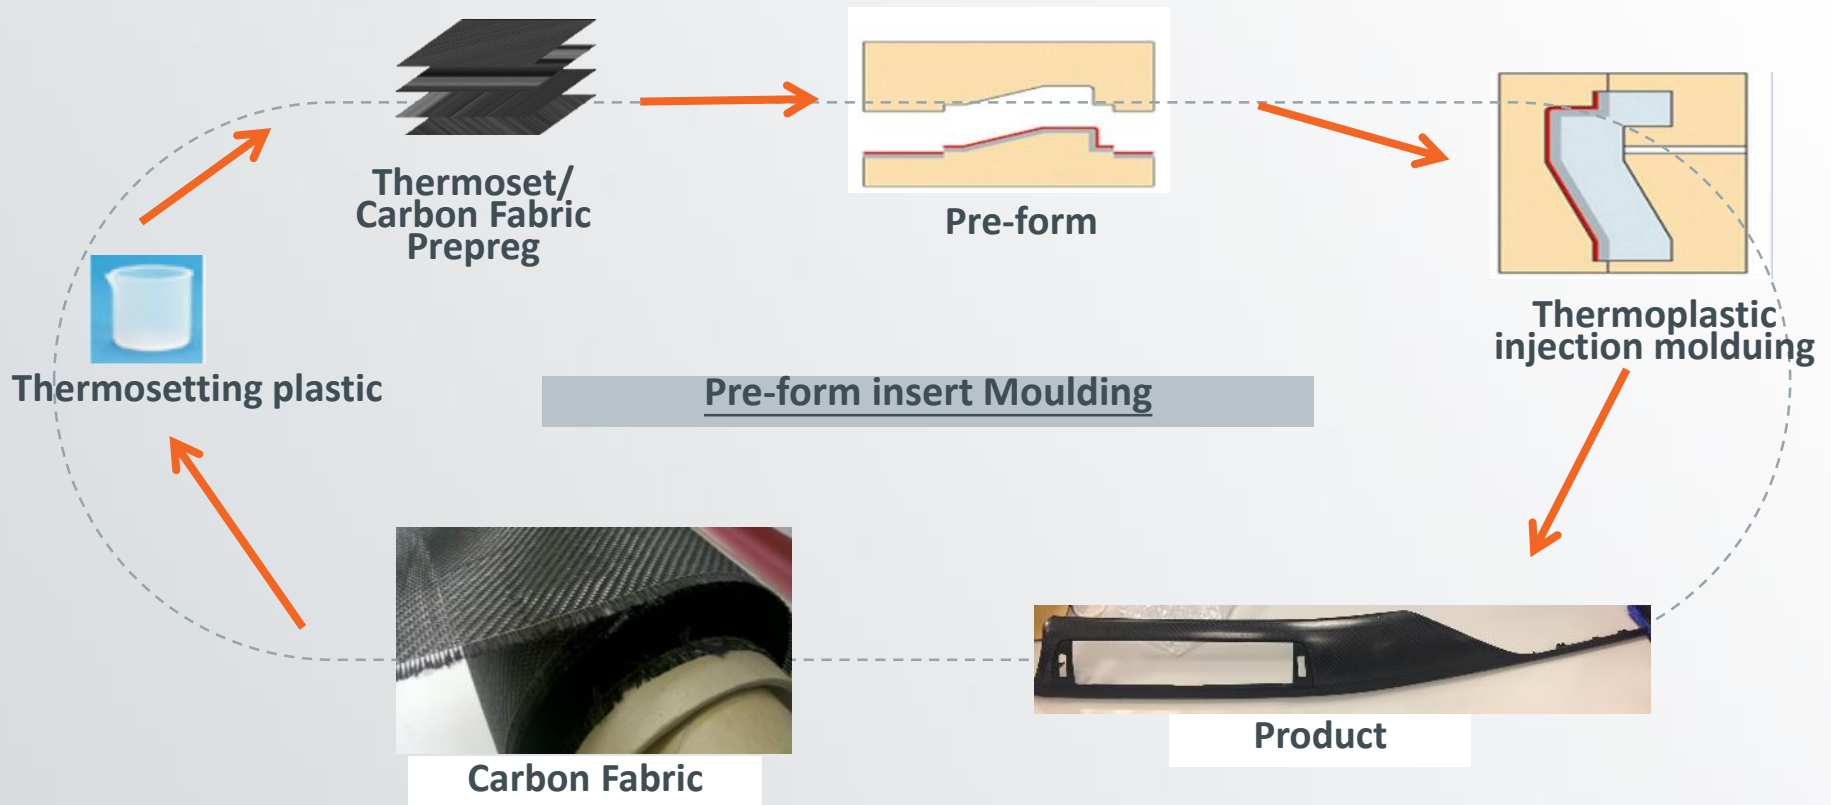 Thermoset/
Carbon Fabric
Prepreg
Pre-form
Thermoplastic
injection molduing
Thermosetting plastic
Pre-form insert Moulding
Product
Carbon Fabric